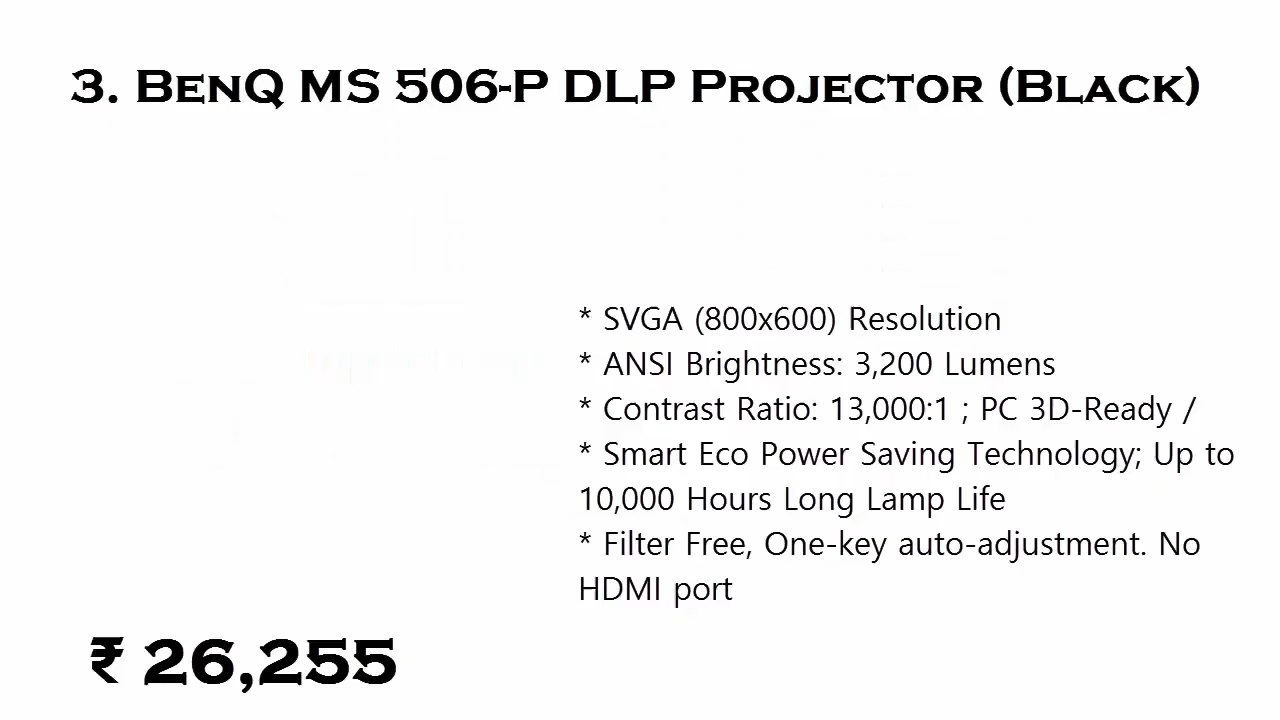 3. BenQ MS 506-P DLP Projector (Black)
* SVGA (800x600) Resolution
* ANSI Brightness: 3,200 Lumens
* Contrast Ratio: 13,000:1 ; PC 3D-Ready /
* Smart Eco Power Saving Technology; Up to
10,000 Hours Long Lamp Life
* Filter Free, One-key auto-adjustment. No
HDMI port
₹ 26,255